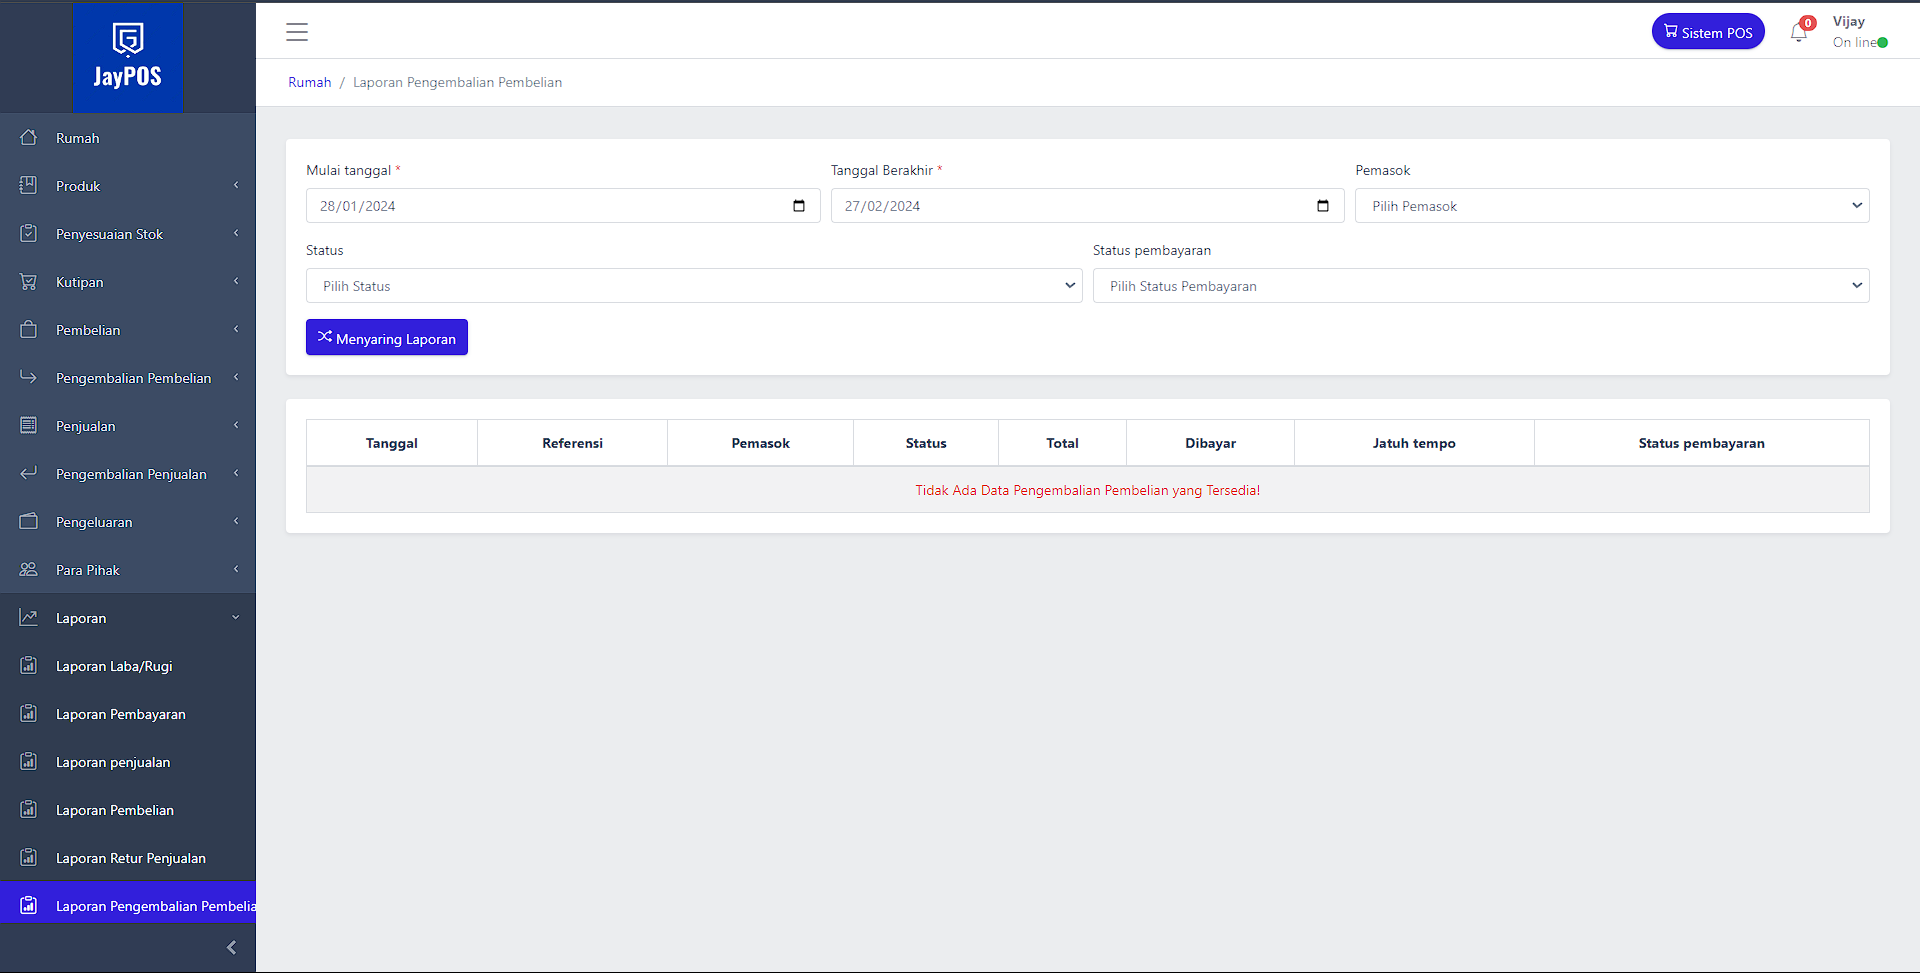 JayPOS
Rumah
Produk
Penyesuaian Stok
Kutipan
Pembelian
Pengembalian Pembelian
Penjualan
Pengembalian Penjualan
Pengeluaran
Para Pihak
Laporan
Laporan Laba/Rugi
Laporan Pembayaran
Laporan penjualan
Laporan Pembelian
Laporan Retur Penjualan
Laporan Pengembalian Pembelia
Sistem POS
0
Vijay
On line
Rumah / Laporan Pengembalian Pembelian
Mulai tanggal * Tanggal Berakhir * Pemasok
28/01/2024 27/02/2024 Pilih Pemasok
Status Status pembayaran
Pilih Status Pilih Status Pembayaran
Menyaring Laporan
Tanggal Referensi Pemasok Status Total Dibayar Jatuh tempo Status pembayaran
Tidak Ada Data Pengembalian Pembelian yang Tersedia!